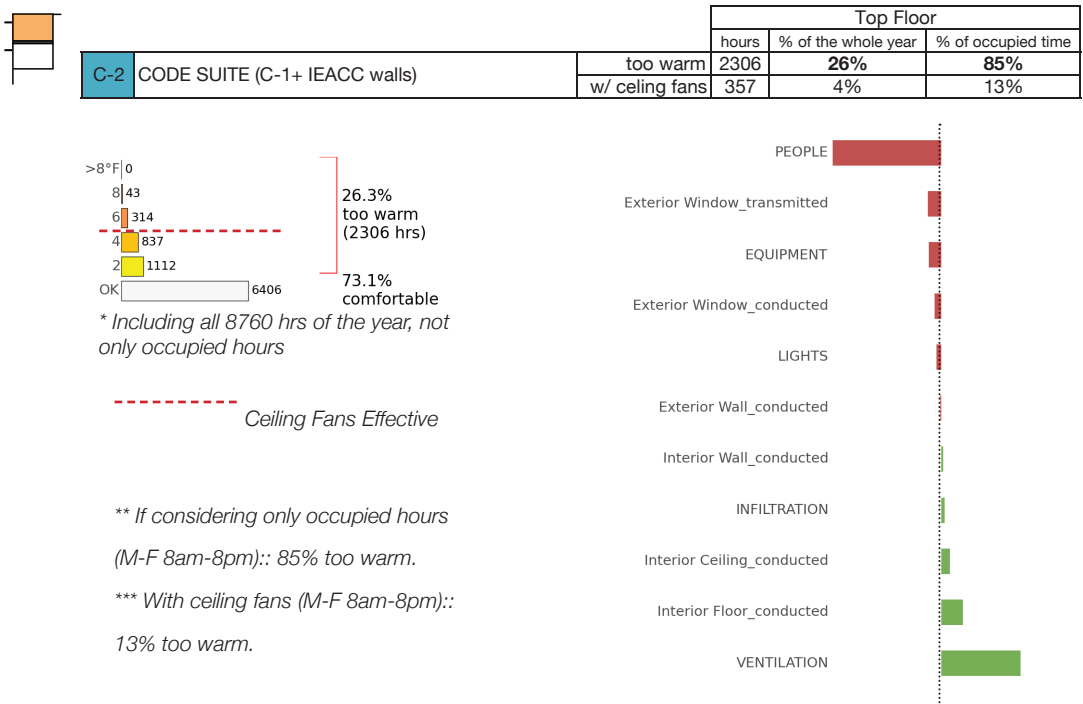 Top Floor
hours % of the whole year % of occupied time
C-2 CODE SUITE (C-1+ IEACC walls) too warm 2306 26% 85%
w/ celing fans 357 4% 13%
>8°F 0
8 43
6 314
4 837
2 1112
OK 6406
26.3%
too warm
(2306 hrs)
73.1%
comfortable
* Including all 8760 hrs of the year, not
only occupied hours
Ceiling Fans Effective
** If considering only occupied hours
(M-F 8am-8pm):: 85% too warm.
*** With ceiling fans (M-F 8am-8pm)::
13% too warm.
PEOPLE
Exterior Window_transmitted
EQUIPMENT
Exterior Window_conducted
LIGHTS
Exterior Wall_conducted
Interior Wall_conducted
INFILTRATION
Interior Ceiling_conducted
Interior Floor_conducted
VENTILATION